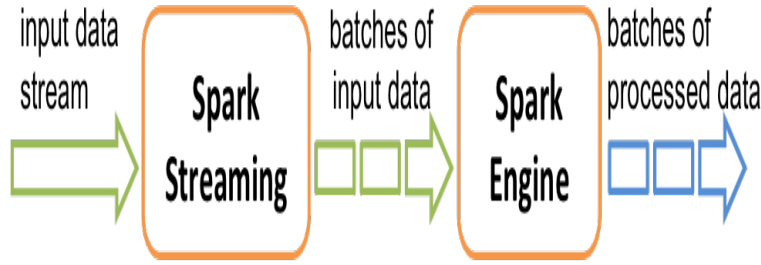 input data
stream
Spark
Streaming
batches of
input data
Spark
Engine
batches of
processed data